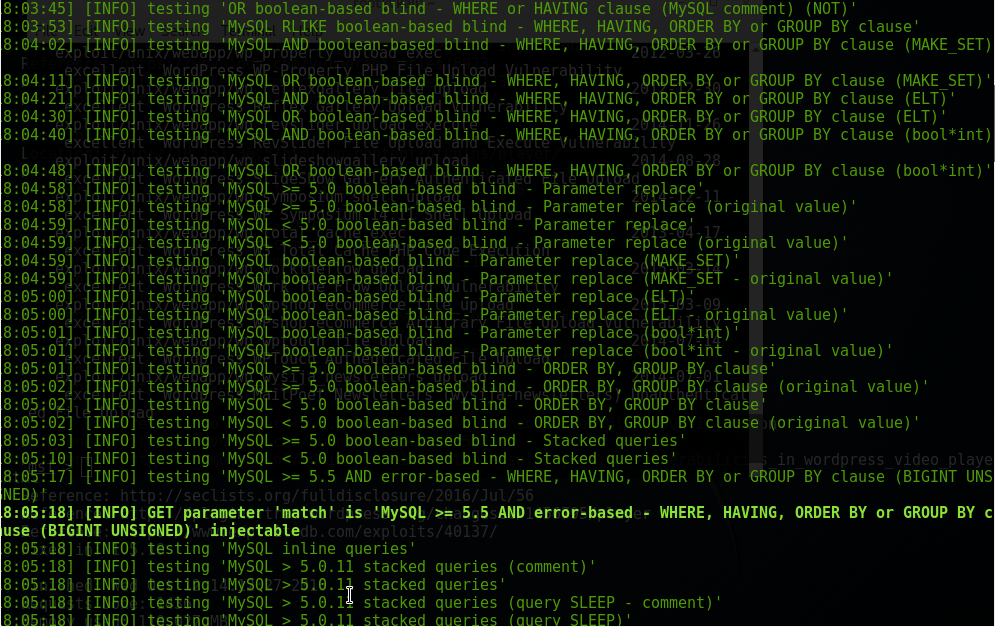 8:03:45] [INFO] testing 'OR boolean-based blind - WHERE or HAVING clause (MySQL comment) (NOT)'
8:03:53] [INFO] testing 'MySQL RLIKE boolean-based blind - WHERE, HAVING, ORDER BY or GROUP BY clause'
8:04:02] [INFO] testing 'MySQL AND boolean-based blind - WHERE, HAVING, ORDER BY or GROUP BY clause (MAKE_SET)
8:04:11] [INFO] testing 'MySQL OR boolean-based blind - WHERE, HAVING, ORDER BY or GROUP BY clause (MAKE_SET)'
8:04:21] [INFO] testing 'MySQL AND boolean-based blind - WHERE, HAVING, ORDER BY or GROUP BY clause (ELT)'
8:04:30] [INFO] testing 'MySQL OR boolean-based blind - WHERE, HAVING, ORDER BY or GROUP BY clause (ELT)'
8:04:40] [INFO] testing 'MySQL AND boolean-based blind - WHERE, HAVING, ORDER BY or GROUP BY clause (bool*int)
8:04:48] [INFO] testing 'MySQL OR boolean-based blind - WHERE, HAVING, ORDER BY or GROUP BY clause (bool*int)'
8:04:58] [INFO] testing 'MySQL >= 5.0 boolean-based blind - Parameter replace'
8:04:58] [INFO] testing 'MySQL >= 5.0 boolean-based blind - Parameter replace (original value)'
8:04:59] [INFO] testing 'MySQL < 5.0 boolean-based blind - Parameter replace'
8:04:59] [INFO] testing 'MySQL < 5.0 boolean-based blind - Parameter replace (original value)'
8:04:59] [INFO] testing 'MySQL boolean-based blind - Parameter replace (MAKE_SET)'
8:04:59] [INFO] testing 'MySQL boolean-based blind - Parameter replace (MAKE_SET - original value)'
8:05:00] [INFO] testing 'MySQL boolean-based blind - Parameter replace (ELT)'
8:05:00] [INFO] testing 'MySQL boolean-based blind - Parameter replace (ELT - original value)'
8:05:01] [INFO] testing 'MySQL boolean-based blind - Parameter replace (bool*int)'
8:05:01] [INFO] testing 'MySQL boolean-based blind - Parameter replace (bool*int - original value)'
8:05:01] [INFO] testing 'MySQL >= 5.0 boolean-based blind - ORDER BY, GROUP BY clause'
8:05:02] [INFO] testing 'MySQL >= 5.0 boolean-based blind - ORDER BY, GROUP BY clause (original value)'
8:05:02] [INFO] testing 'MySQL < 5.0 boolean-based blind - ORDER BY, GROUP BY clause'
8:05:02] [INFO] testing 'MySQL < 5.0 boolean-based blind - ORDER BY, GROUP BY clause (original value)'
8:05:03] [INFO] testing 'MySQL >= 5.0 boolean-based blind - Stacked queries'
8:05:10] [INFO] testing 'MySQL < 5.0 boolean-based blind - Stacked queries'
8:05:17] [INFO] testing 'MySQL >= 5.5 AND error-based - WHERE, HAVING, ORDER BY or GROUP BY clause (BIGINT UNS
NED)'
8:05:18] [INFO] GET parameter 'match' is 'MySQL >= 5.5 AND error-based - WHERE, HAVING, ORDER BY or GROUP BY c
use (BIGINT UNSIGNED)' injectable
8:05:18] [INFO] testing 'MySQL inline queries'
8:05:18] [INFO] testing 'MySQL > 5.0.11 stacked queries (comment)'
8:05:18] [INFO] testing 'MySQL > 5.0.11 stacked queries'
8:05:18] [INFO] testing 'MySQL > 5.0.11 stacked queries (query SLEEP - comment)'
8:05:18] [INFO] testing 'MySQL > 5.0.11 stacked queries (query SLEEP)'